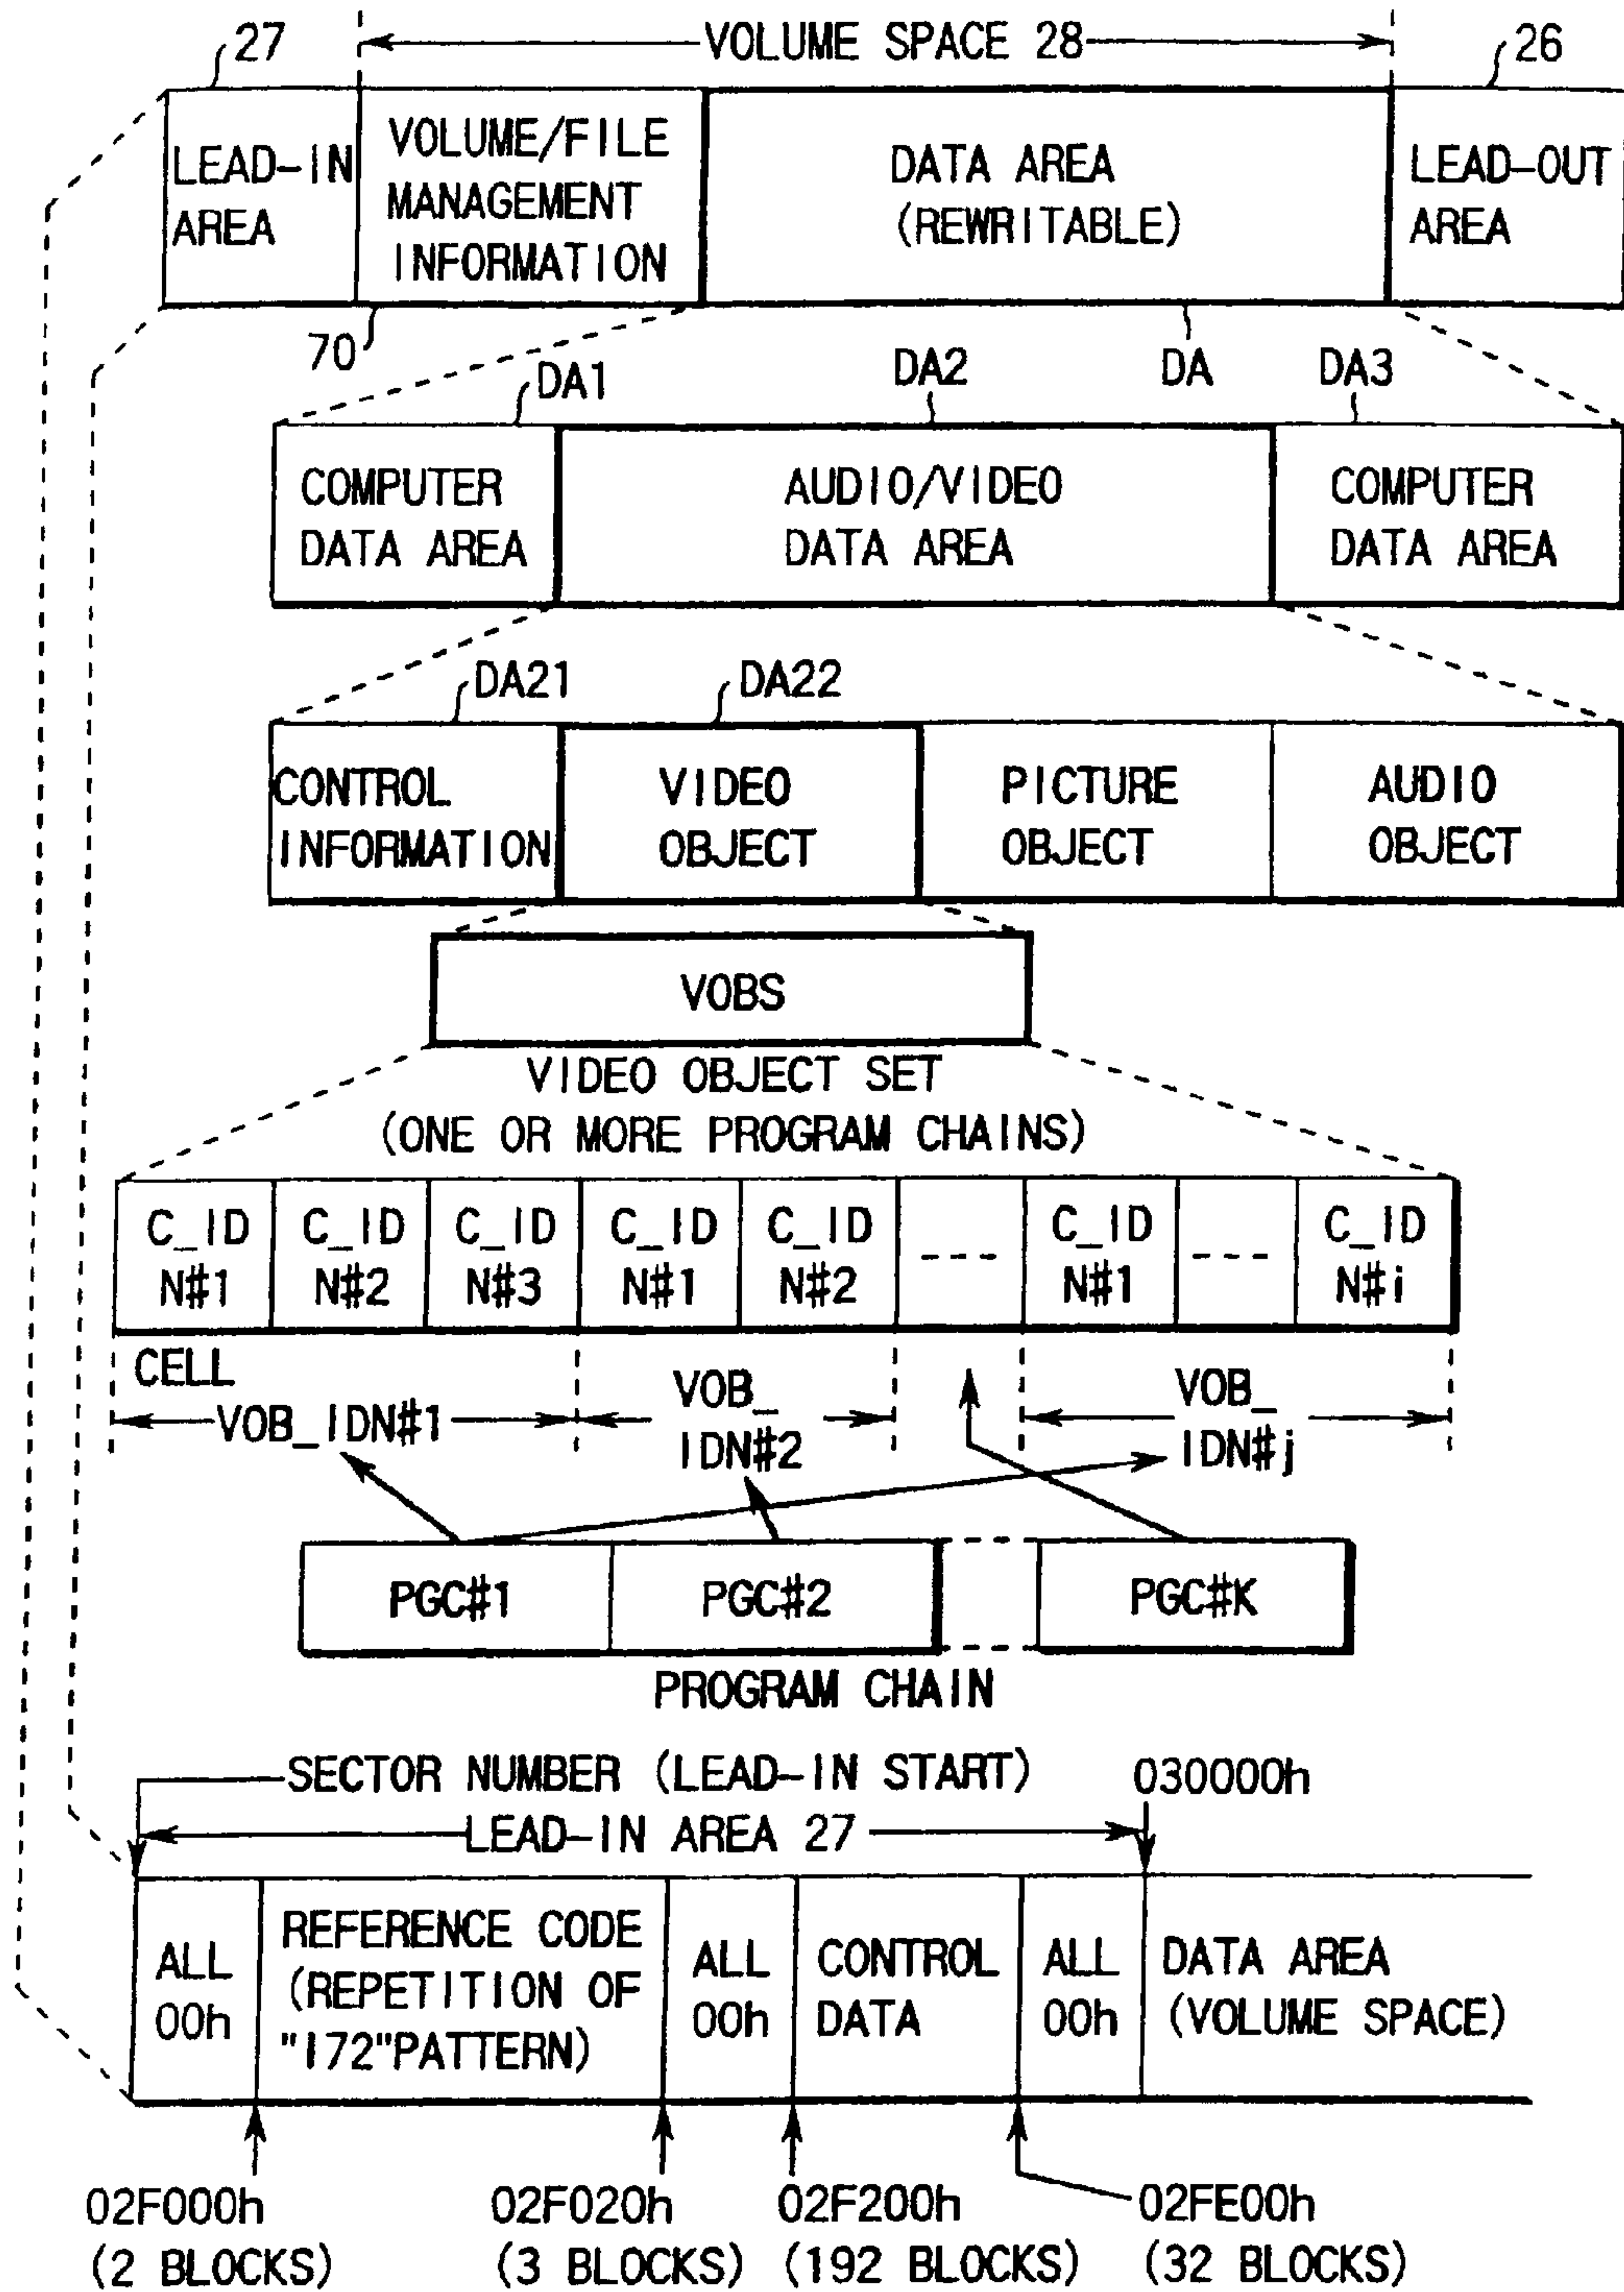 27
VOLUME SPACE 28
26
LEAD-IN
AREA
VOLUME/FILE
MANAGEMENT
INFORMATION
DATA AREA
(REWRITABLE)
LEAD-OUT
AREA
70
DA1
DA2
DA
DA3
COMPUTER
DATA AREA
AUDIO/VIDEO
DATA AREA
COMPUTER
DATA AREA
DA21
DA22
CONTROL
INFORMATION
VIDEO
OBJECT
PICTURE
OBJECT
AUDIO
OBJECT
VOBS
VIDEO OBJECT SET
(ONE OR MORE PROGRAM CHAINS)
C_ID
N#1
C_ID
N#2
C_ID
N#3
C_ID
N#1
C_ID
N#2
----
C_ID
N#1
----
C_ID
N#i
CELL
VOB_IDN#1
VOB_
IDN#2
VOB_
IDN#j
PGC#1
PGC#2
PGC#K
PROGRAM CHAIN
SECTOR NUMBER (LEAD-IN START)
030000h
LEAD-IN AREA 27
ALL
00h
REFERENCE CODE
(REPETITION OF
"172"PATTERN)
ALL
00h
CONTROL
DATA
ALL
00h
DATA AREA
(VOLUME SPACE)
02F000h
(2 BLOCKS)
02F020h
(3 BLOCKS)
02F200h
(192 BLOCKS)
02FE00h
(32 BLOCKS)